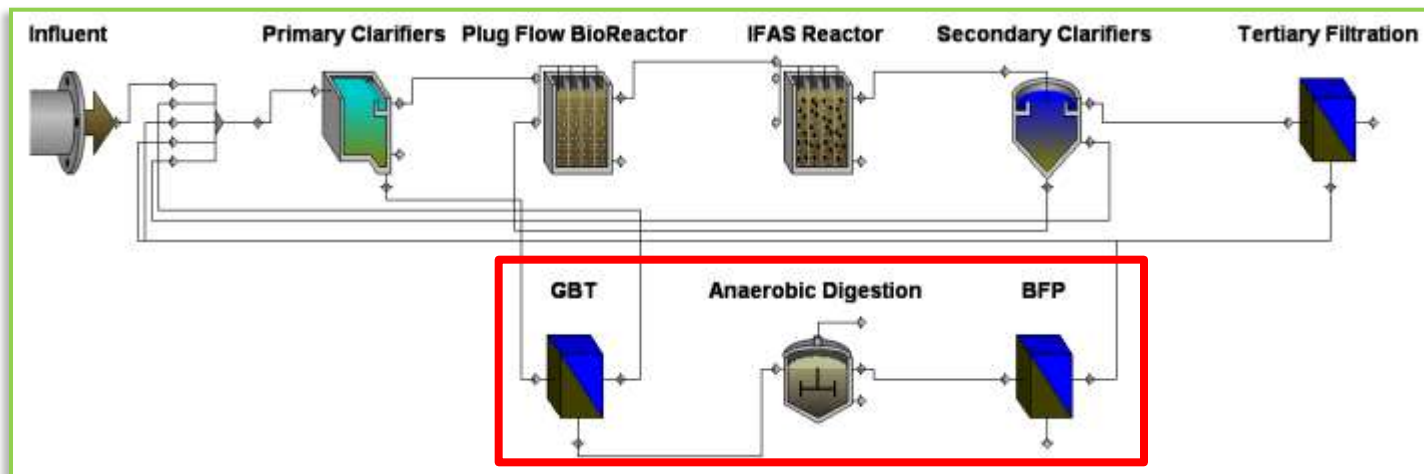 Influent
Primary Clarifiers
Plug Flow BioReactor
IFAS Reactor
Secondary Clarifiers
Tertiary Filtration
GBT
Anaerobic Digestion
BFP